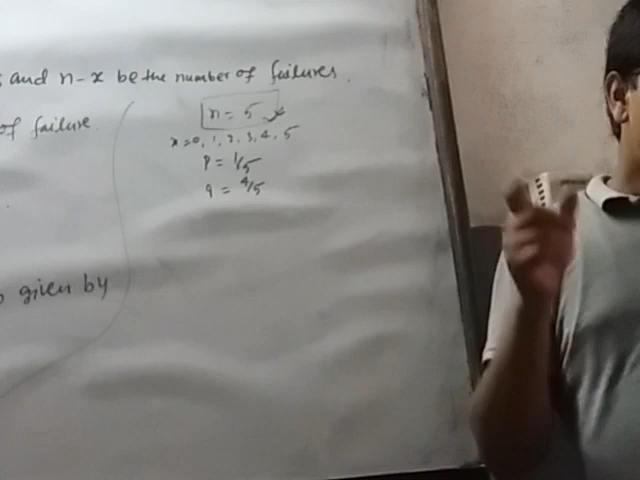 and n - x be the number of failures.
of failure.
n = 5
x = 0, 1, 2, 3, 4, 5
p = 1/5
q = 4/5
given by